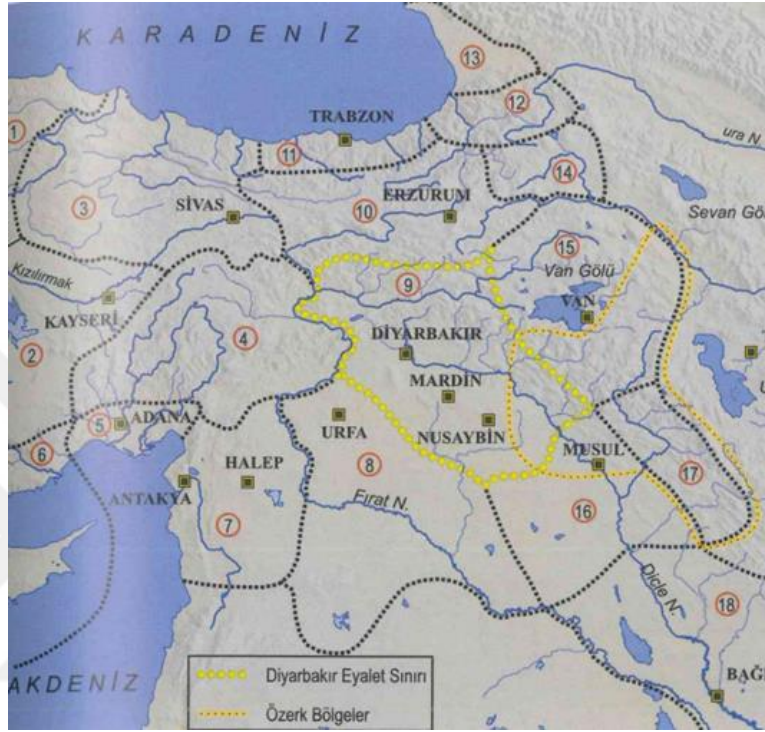 KARADENİZ
13
12
1
TRABZON
ura N.
11
14
3
SİVAS
10
ERZURUM
Sevan Göl
15
Van Gölü
Kızılırmak
9
VAN
KAYSERİ
4
DİYARBAKIR
2
MARDİN
5
ADANA
URFA
NUSAYBİN
MUSUL
6
HALEP
8
17
ANTAKYA
Fırat N.
7
16
Dicle N.
18
AKDENİZ
Diyarbakır Eyalet Sınırı
BAĞ
Özerk Bölgeler